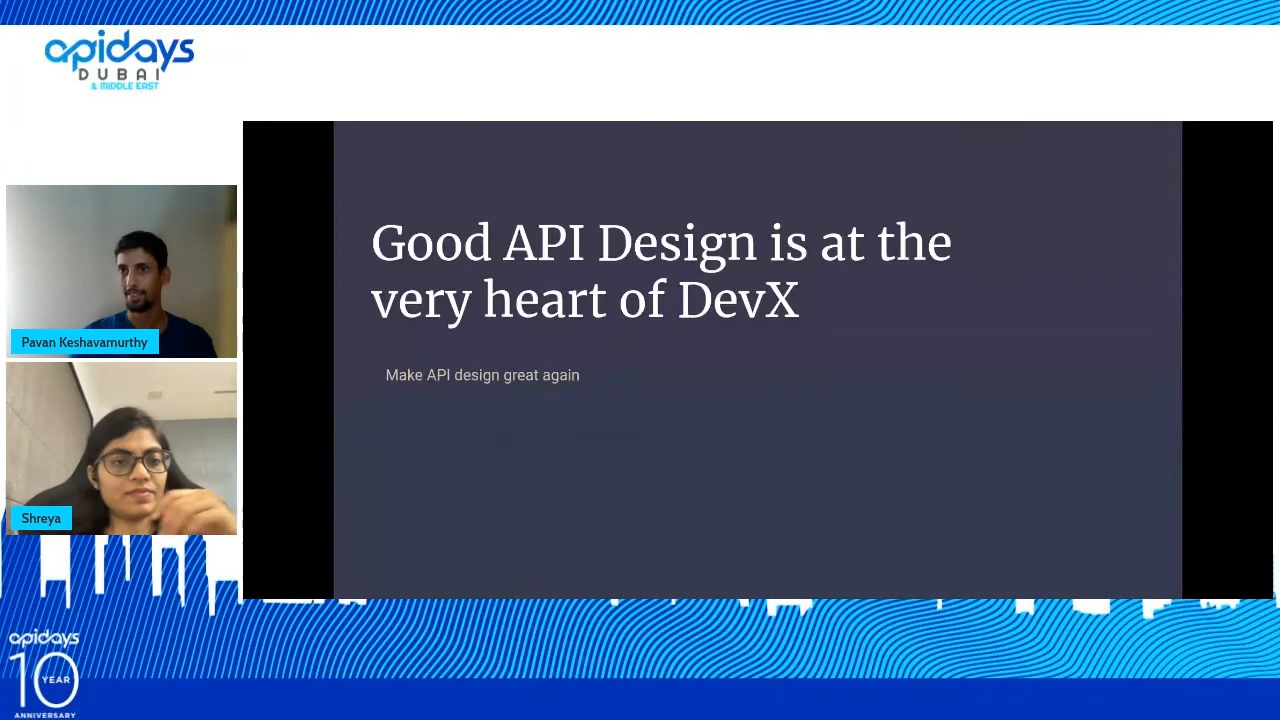 apidays
DUBAI
& MIDDLE EAST
Good API Design is at the
very heart of DevX
Make API design great again
Pavan Keshavamurthy
Shreya
apidays
10
YEAR
ANNIVERSARY